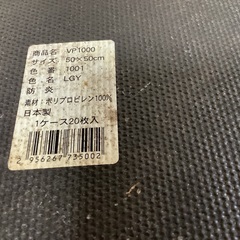 商品名 VP1000
サイズ 50×50cm
色番 1001
色名 LGY
防炎
素材：ポリプロピレン100%
日本製
1ケース20枚入
2 956267 735002